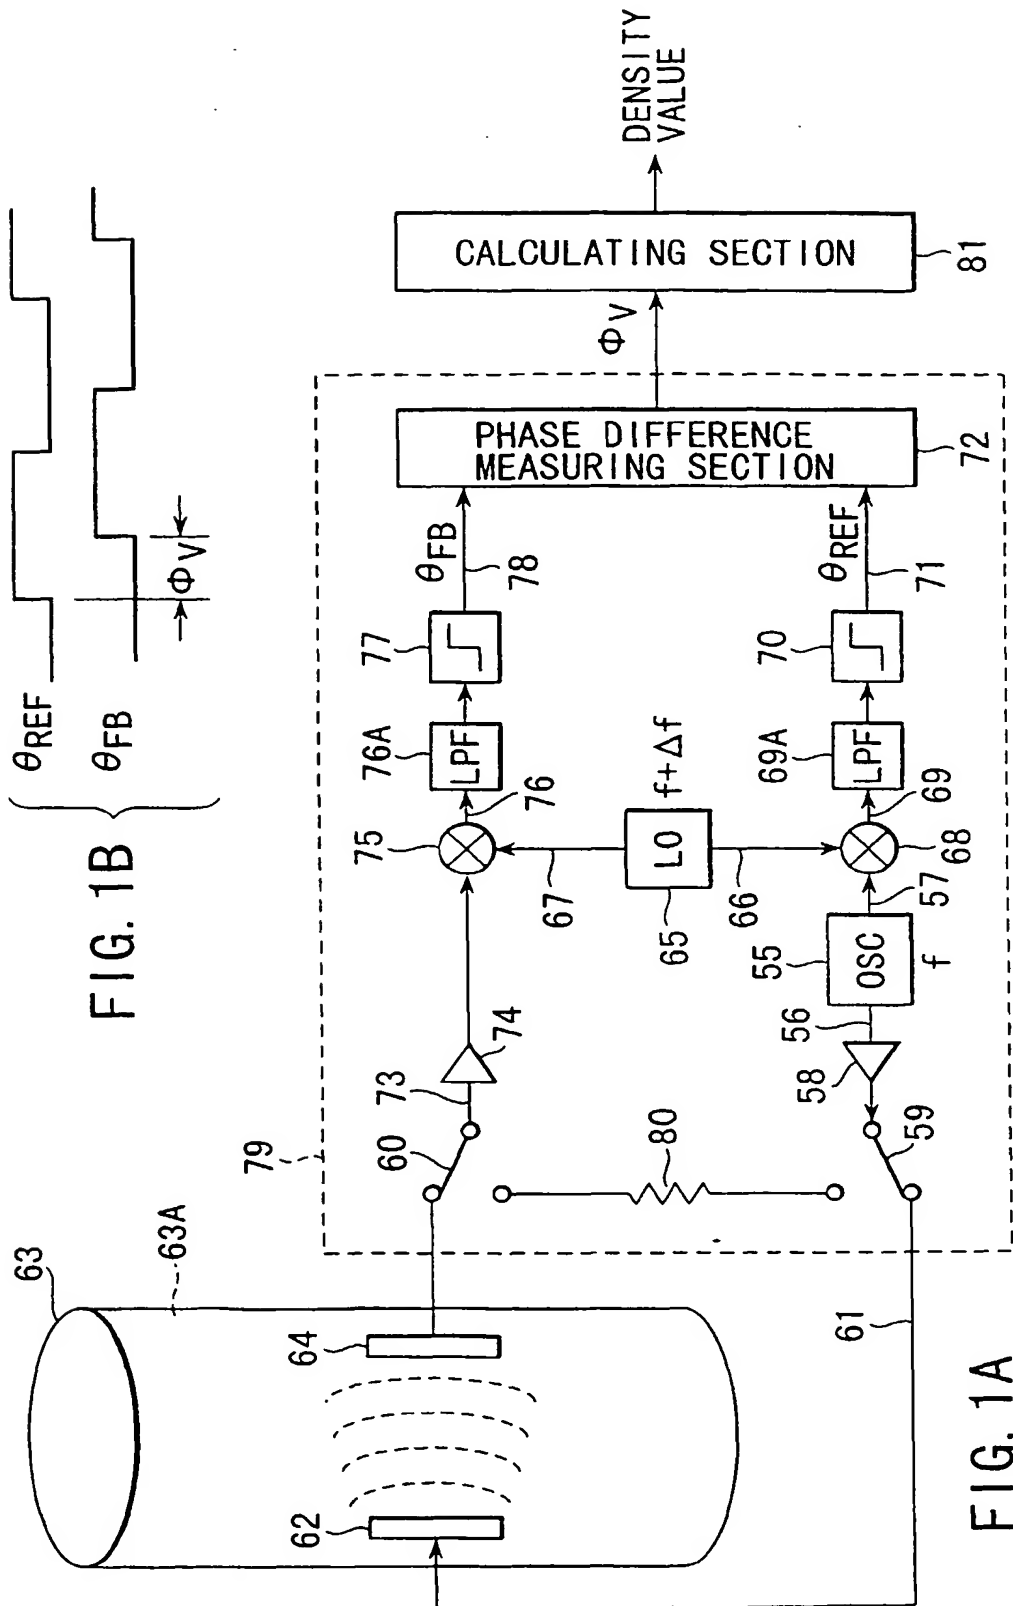 FIG. 1B
θREF
θFB
ΦV
FIG. 1A
63
63A
62
64
61
79
60
73
74
75
76
76A
LPF
77
θFB
78
PHASE DIFFERENCE
MEASURING SECTION
72
ΦV
CALCULATING SECTION
81
DENSITY
VALUE
80
67
LO
f+Δf
65
66
59
58
56
55
OSC
f
57
68
69
69A
LPF
70
θREF
71